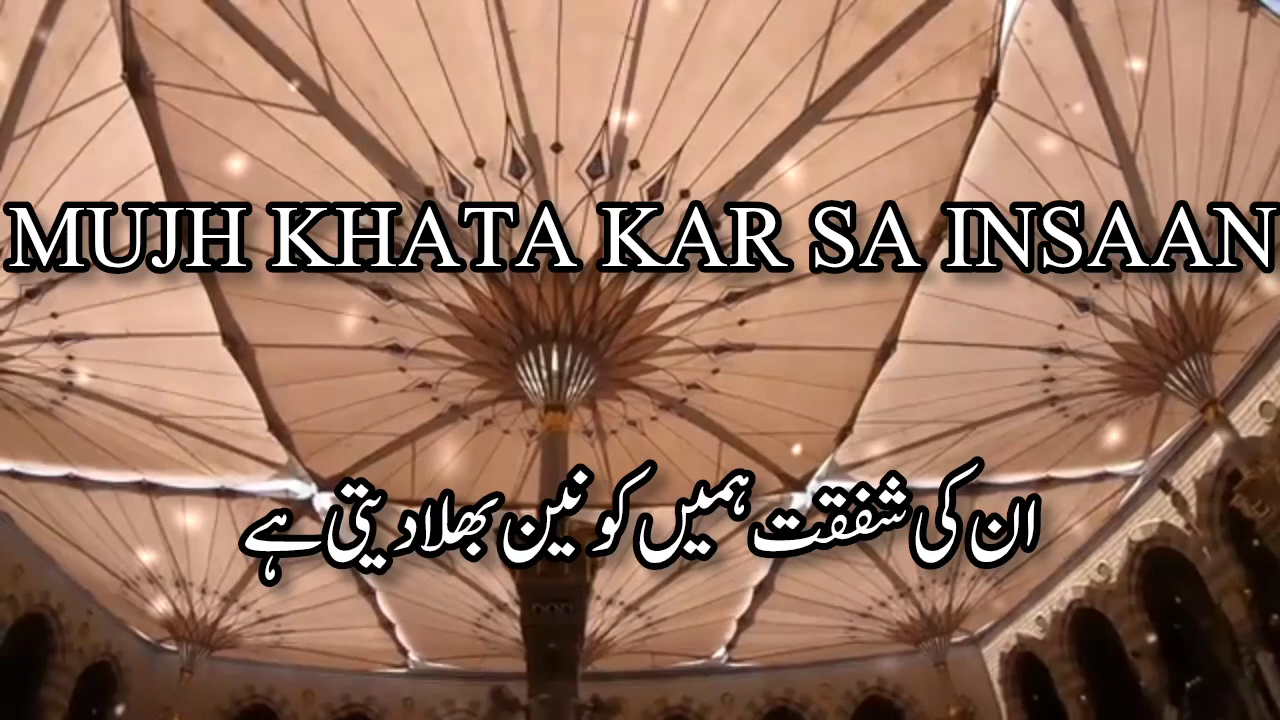 MUJH KHATA KAR SA INSAAN
ان کی شفقت ہمیں کونین بھلا دیتی ہے